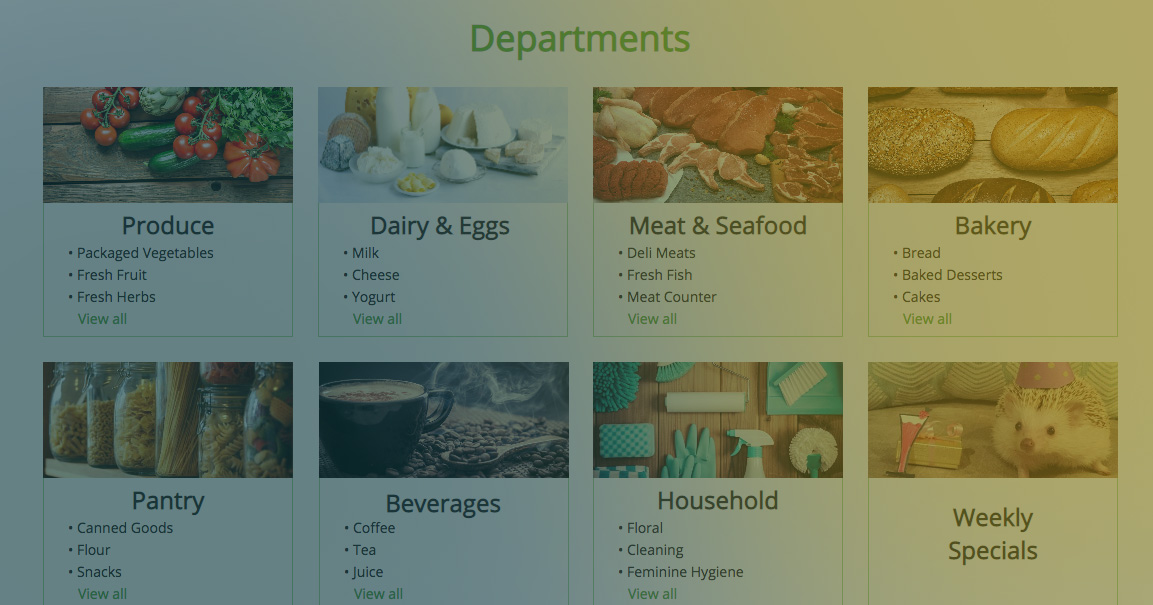 Departments
Produce
• Packaged Vegetables
• Fresh Fruit
• Fresh Herbs
View all
Dairy & Eggs
• Milk
• Cheese
• Yogurt
View all
Meat & Seafood
• Deli Meats
• Fresh Fish
• Meat Counter
View all
Bakery
• Bread
• Baked Desserts
• Cakes
View all
Pantry
• Canned Goods
• Flour
• Snacks
View all
Beverages
• Coffee
• Tea
• Juice
View all
Household
• Floral
• Cleaning
• Feminine Hygiene
View all
Weekly
Specials